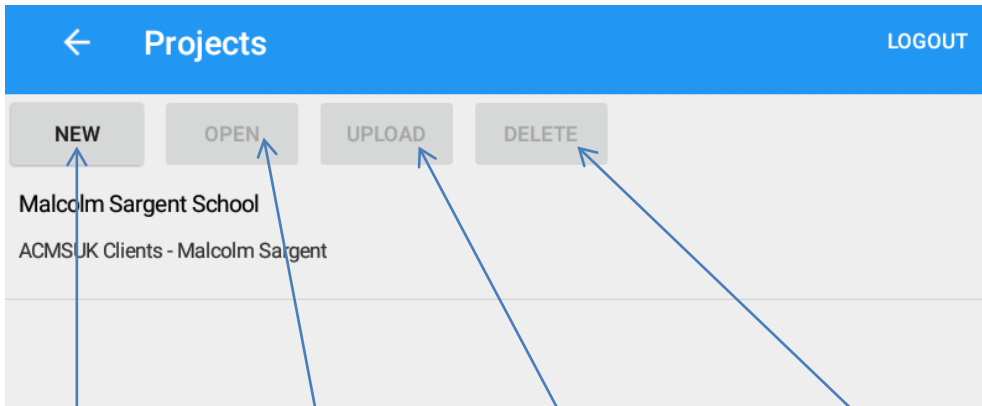 Projects LOGOUT
NEW OPEN UPLOAD DELETE
Malcolm Sargent School
ACMSUK Clients - Malcolm Sargent